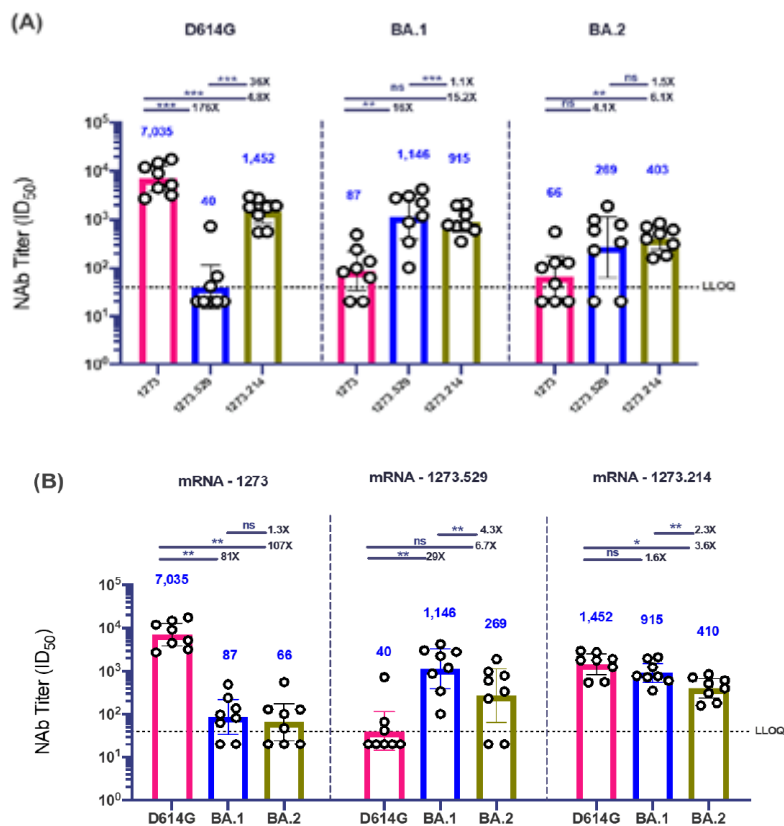 (A)
D614G BA.1 BA.2
*** 36X *** 1.1X ns 1.5X
*** 4.8X ns 15.2X ** 6.1X
*** 176X ** 16X ns 4.1X
7,035 40 1,452 87 1,146 915 66 269 403
NAb Titer (ID50)
10^5
10^4
10^3
10^2
10^1
10^0
LLOQ
1273 1273.529 1273.214 1273 1273.529 1273.214 1273 1273.529 1273.214
(B)
mRNA - 1273 mRNA - 1273.529 mRNA - 1273.214
ns 1.3X ** 4.3X ** 2.3X
** 107X ns 6.7X * 3.6X
** 81X ** 29X ns 1.6X
7,035 87 66 40 1,146 269 1,452 915 410
NAb Titer (ID50)
10^5
10^4
10^3
10^2
10^1
10^0
LLOQ
D614G BA.1 BA.2 D614G BA.1 BA.2 D614G BA.1 BA.2